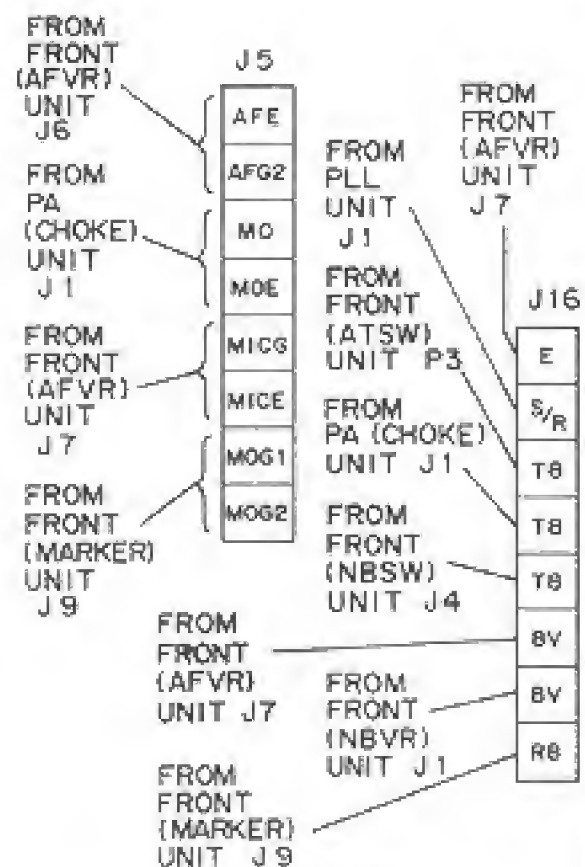 FROM
FRONT
(AFVR)
UNIT
J6
FROM
PA
(CHOKE)
UNIT
J1
FROM
FRONT
(AFVR)
UNIT
J7
FROM
FRONT
(MARKER)
UNIT
J9
J5
AFE
AFG2
MO
MOE
MICG
MICE
MOG1
MOG2
FROM
FRONT
(AFVR)
UNIT
J7
FROM
PLL
UNIT
J1
FROM
FRONT
(ATSW)
UNIT P3
FROM
PA (CHOKE)
UNIT J1
FROM
FRONT
(NBSW)
UNIT J4
FROM
FRONT
(AFVR)
UNIT J7
FROM
FRONT
(NBVR)
UNIT J1
FROM
FRONT
(MARKER)
UNIT J9
J16
E
S/R
T8
T8
T8
8V
8V
R8